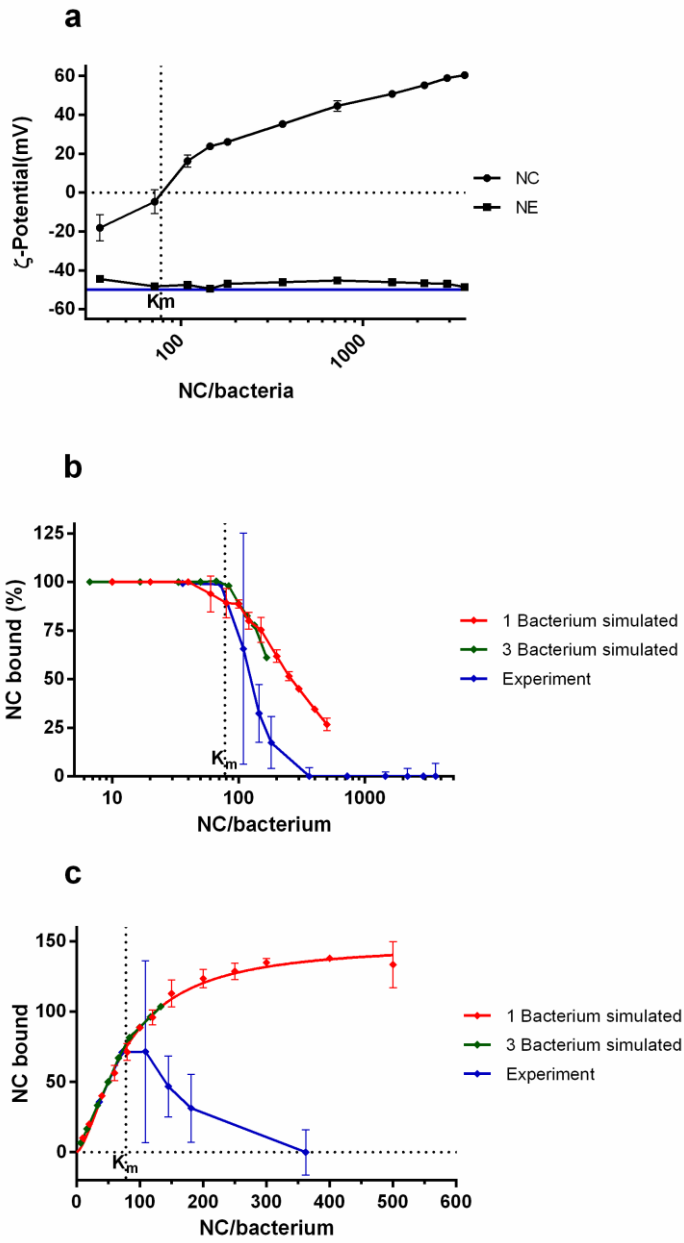 a
60
40
20
0
-20
-40
-60
ζ-Potential(mV)
Km
100
1000
NC/bacteria
NC
NE
b
125
100
75
50
25
0
NC bound (%)
Km
10
100
1000
NC/bacterium
1 Bacterium simulated
3 Bacterium simulated
Experiment
c
150
100
50
0
NC bound
Km
0 100 200 300 400 500 600
NC/bacterium
1 Bacterium simulated
3 Bacterium simulated
Experiment